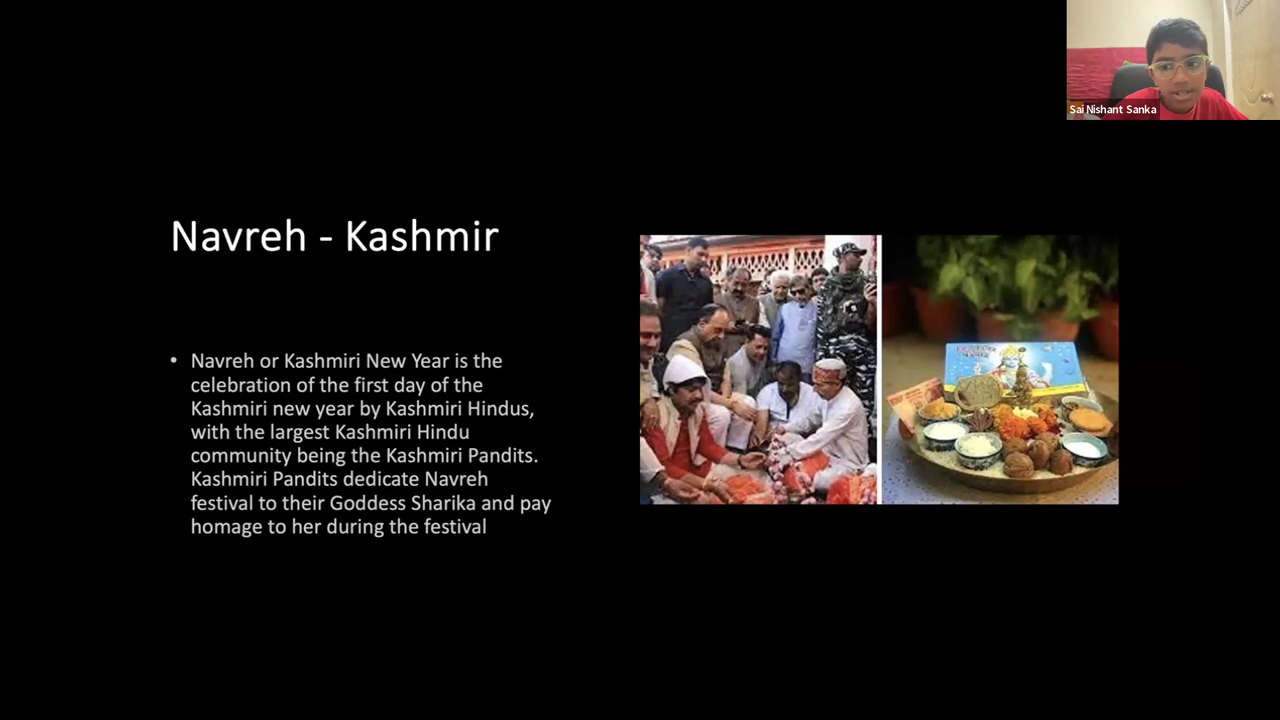 Sai Nishant Sanka
Navreh - Kashmir
• Navreh or Kashmiri New Year is the
celebration of the first day of the
Kashmiri new year by Kashmiri Hindus,
with the largest Kashmiri Hindu
community being the Kashmiri Pandits.
Kashmiri Pandits dedicate Navreh
festival to their Goddess Sharika and pay
homage to her during the festival